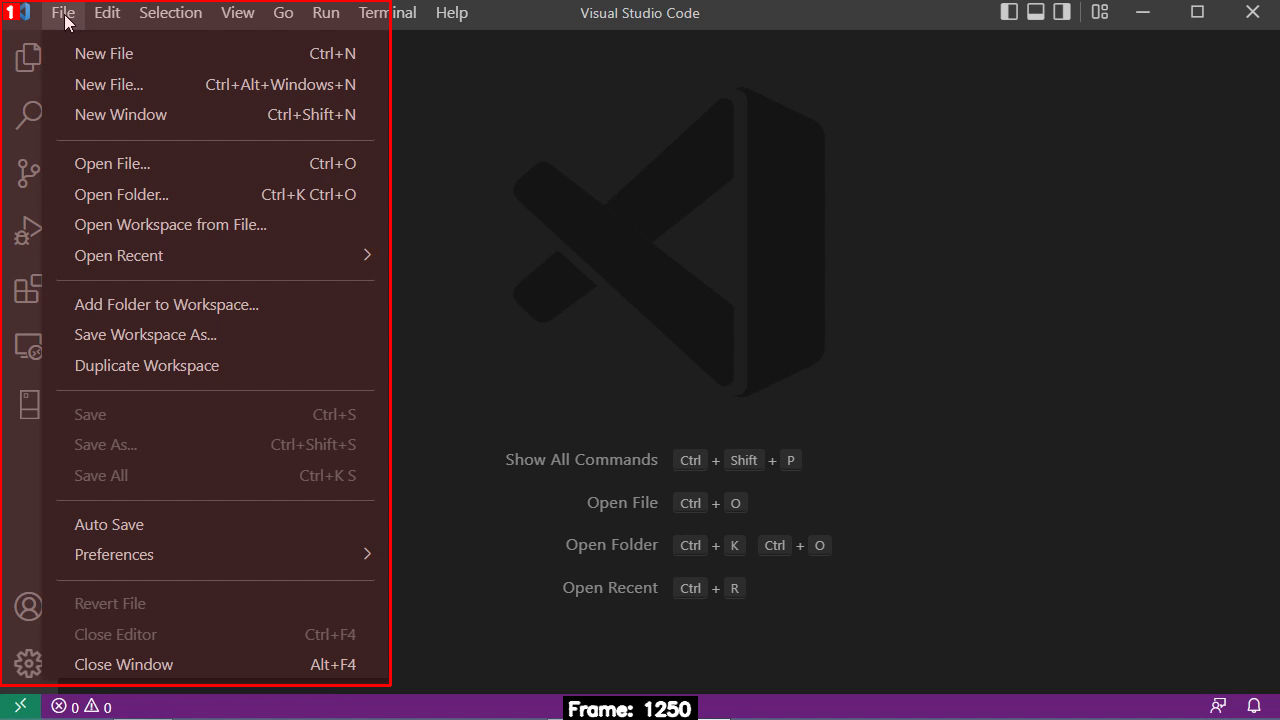 1 File Edit Selection View Go Run Terminal Help Visual Studio Code
New File Ctrl+N
New File... Ctrl+Alt+Windows+N
New Window Ctrl+Shift+N
Open File... Ctrl+O
Open Folder... Ctrl+K Ctrl+O
Open Workspace from File...
Open Recent
Add Folder to Workspace...
Save Workspace As...
Duplicate Workspace
Save Ctrl+S
Save As... Ctrl+Shift+S
Save All Ctrl+K S
Auto Save
Preferences
Revert File
Close Editor Ctrl+F4
Close Window Alt+F4
Show All Commands Ctrl + Shift + P
Open File Ctrl + O
Open Folder Ctrl + K Ctrl + O
Open Recent Ctrl + R
0 0
Frame: 1250